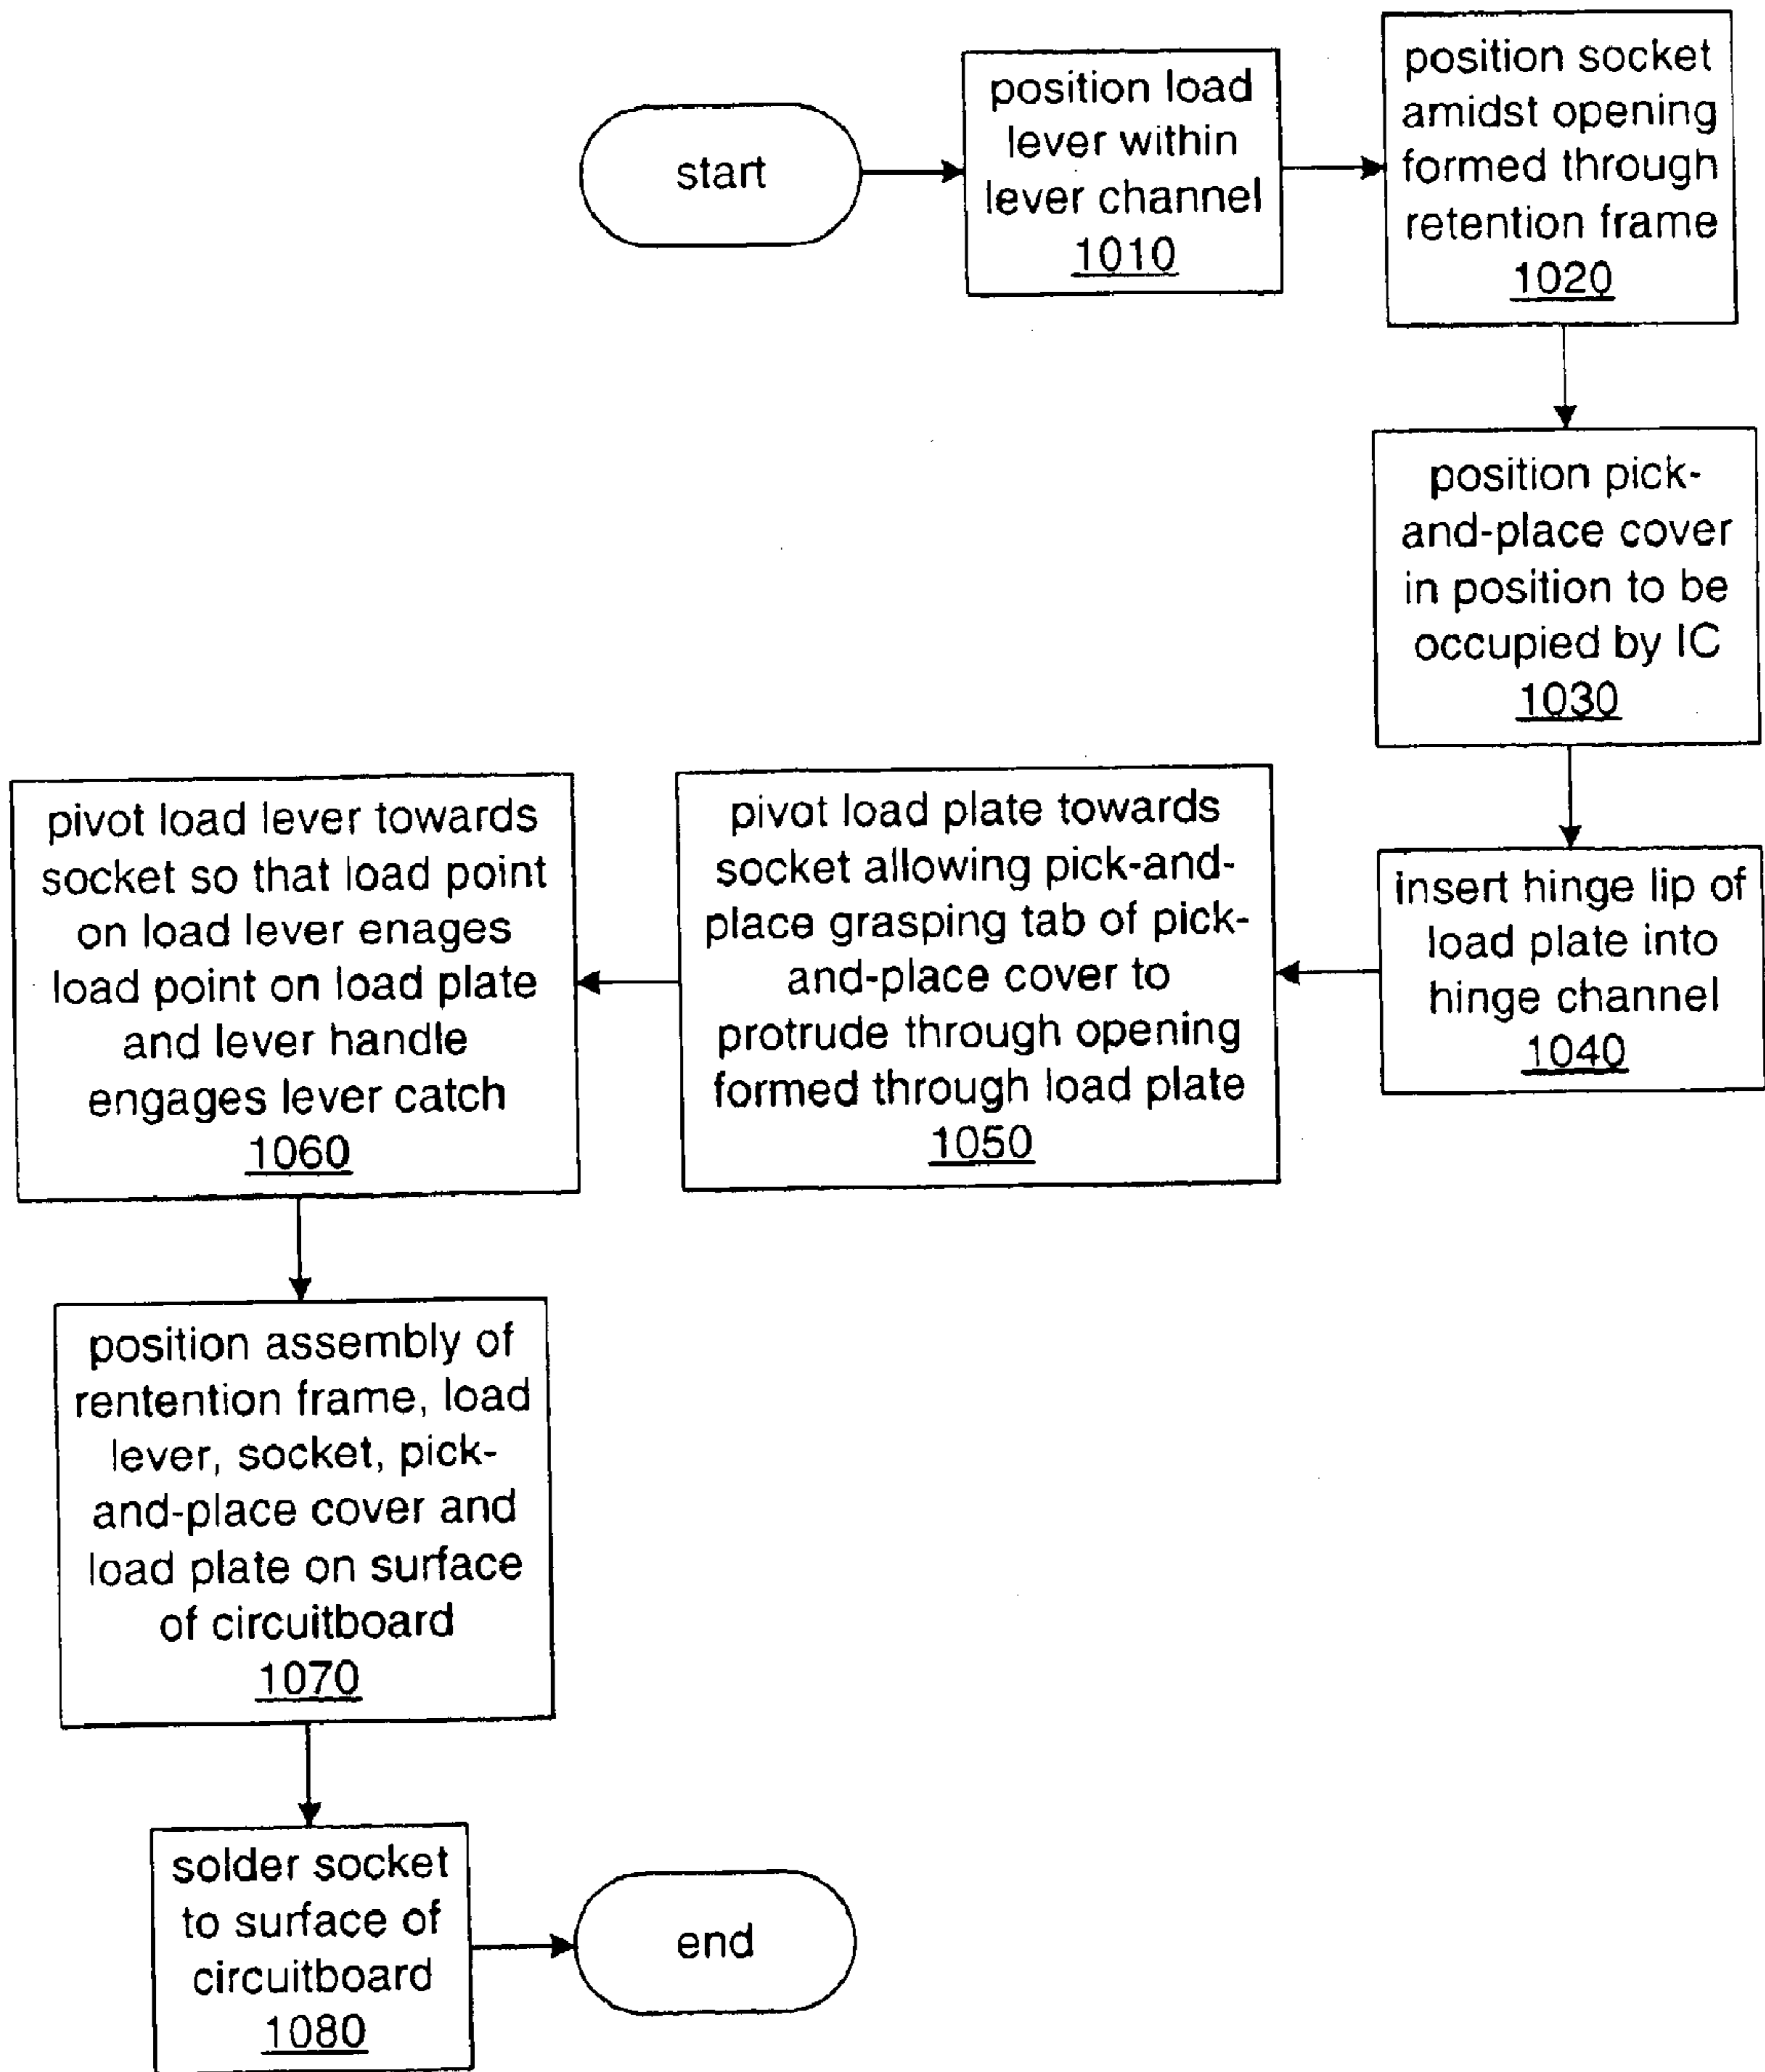 start
position load
lever within
lever channel
1010
position socket
amidst opening
formed through
retention frame
1020
position pick-
and-place cover
in position to be
occupied by IC
1030
insert hinge lip of
load plate into
hinge channel
1040
pivot load plate towards
socket allowing pick-and-
place grasping tab of pick-
and-place cover to
protrude through opening
formed through load plate
1050
pivot load lever towards
socket so that load point
on load lever enages
load point on load plate
and lever handle
engages lever catch
1060
position assembly of
rentention frame, load
lever, socket, pick-
and-place cover and
load plate on surface
of circuitboard
1070
solder socket
to surface of
circuitboard
1080
end